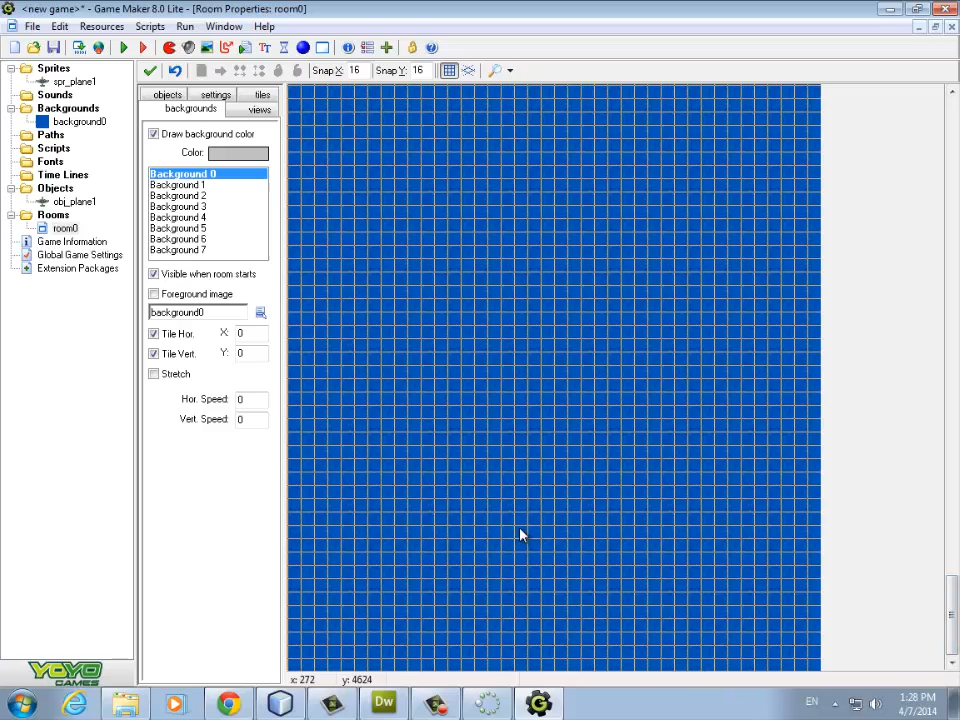 <new game>* - Game Maker 8.0 Lite - [Room Properties: room0]
File Edit Resources Scripts Run Window Help
Snap X: 16 Snap Y: 16
Sprites
spr_plane1
Sounds
Backgrounds
background0
Paths
Scripts
Fonts
Time Lines
Objects
obj_plane1
Rooms
room0
Game Information
Global Game Settings
Extension Packages
YOYO
GAMES
objects settings tiles
backgrounds views
Draw background color
Color:
Background 0
Background 1
Background 2
Background 3
Background 4
Background 5
Background 6
Background 7
Visible when room starts
Foreground image
background0
Tile Hor. X: 0
Tile Vert. Y: 0
Stretch
Hor. Speed: 0
Vert. Speed: 0
x: 272 y: 4624
Dw
EN
1:28 PM
4/7/2014